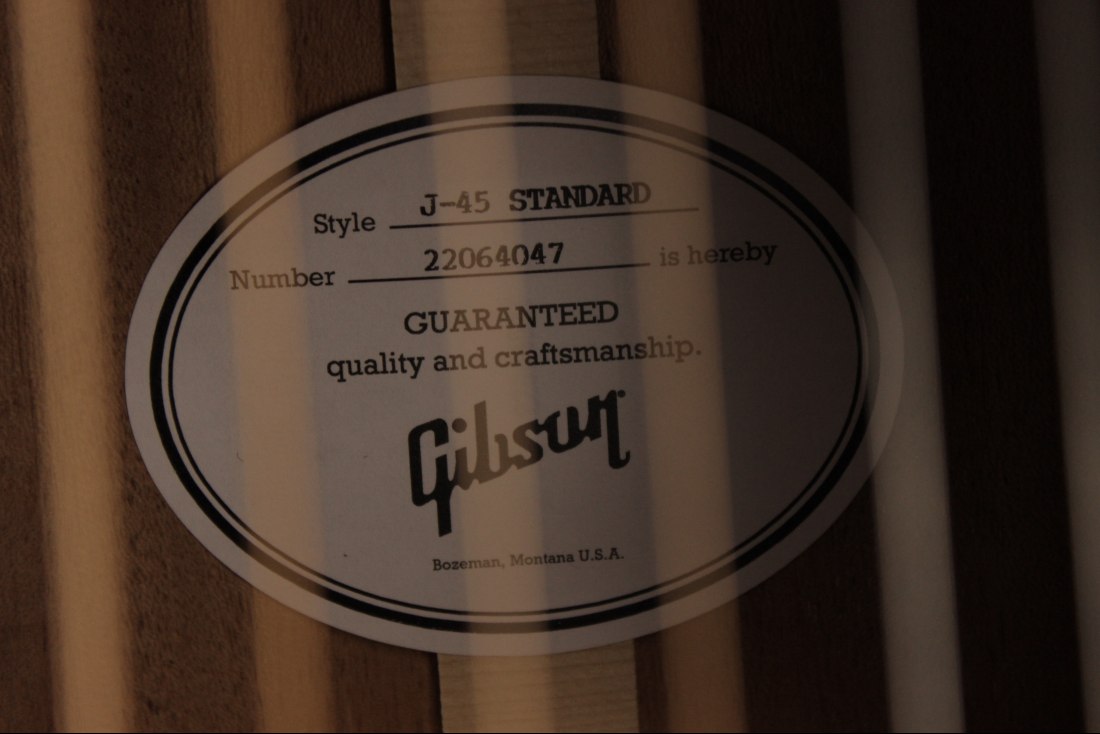 Style J-45 STANDARD
Number 22064047 is hereby
GUARANTEED
quality and craftsmanship.
Gibson
Bozeman, Montana U.S.A.